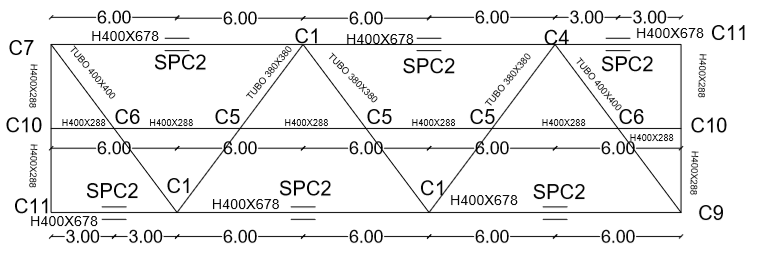 6.00 6.00 6.00 6.00 3.00 3.00
C7 H400X678 C1 H400X678 C4 H400X678 C11
SPC2 SPC2 SPC2
H400X288 TUBO 400X400 TUBO 380X380 TUBO 380X380 TUBO 380X380 TUBO 400X400 H400X288
C6 C5 C5 C5 C6
C10 H400X288 H400X288 H400X288 H400X288 H400X288 C10
H400X288
6.00 6.00 6.00 6.00 6.00
H400X288 H400X288
SPC2 C1 SPC2 C1 SPC2
C11 H400X678 H400X678 C9
H400X678
3.00 3.00 6.00 6.00 6.00 6.00